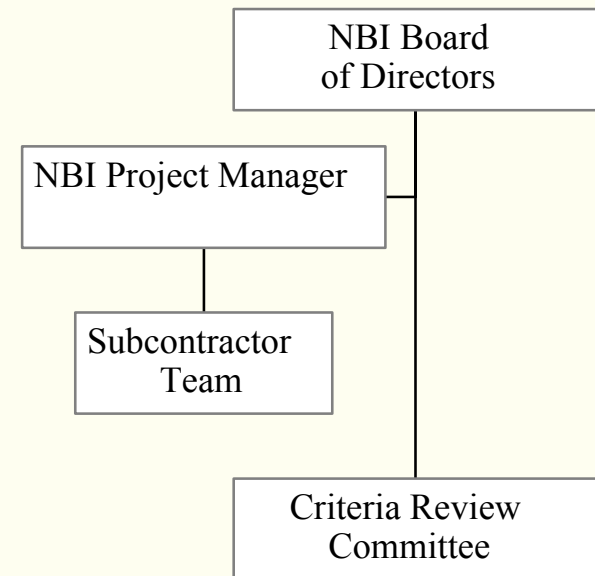 NBI Board
of Directors
NBI Project Manager
Subcontractor
Team
Criteria Review
Committee